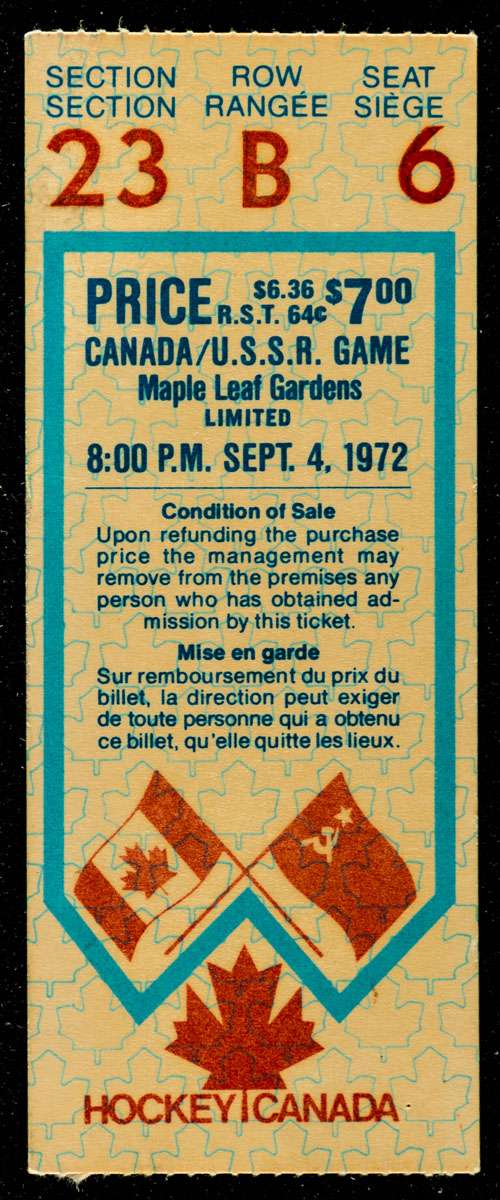 SECTION ROW SEAT
SECTION RANGÉE SIÈGE
23 B 6
PRICE $6.36 $7.00
R.S.T. 64c
CANADA/U.S.S.R. GAME
Maple Leaf Gardens
LIMITED
8:00 P.M. SEPT. 4, 1972
Condition of Sale
Upon refunding the purchase
price the management may
remove from the premises any
person who has obtained ad-
mission by this ticket.
Mise en garde
Sur remboursement du prix du
billet, la direction peut exiger
de toute personne qui a obtenu
ce billet, qu'elle quitte les lieux.
HOCKEY CANADA